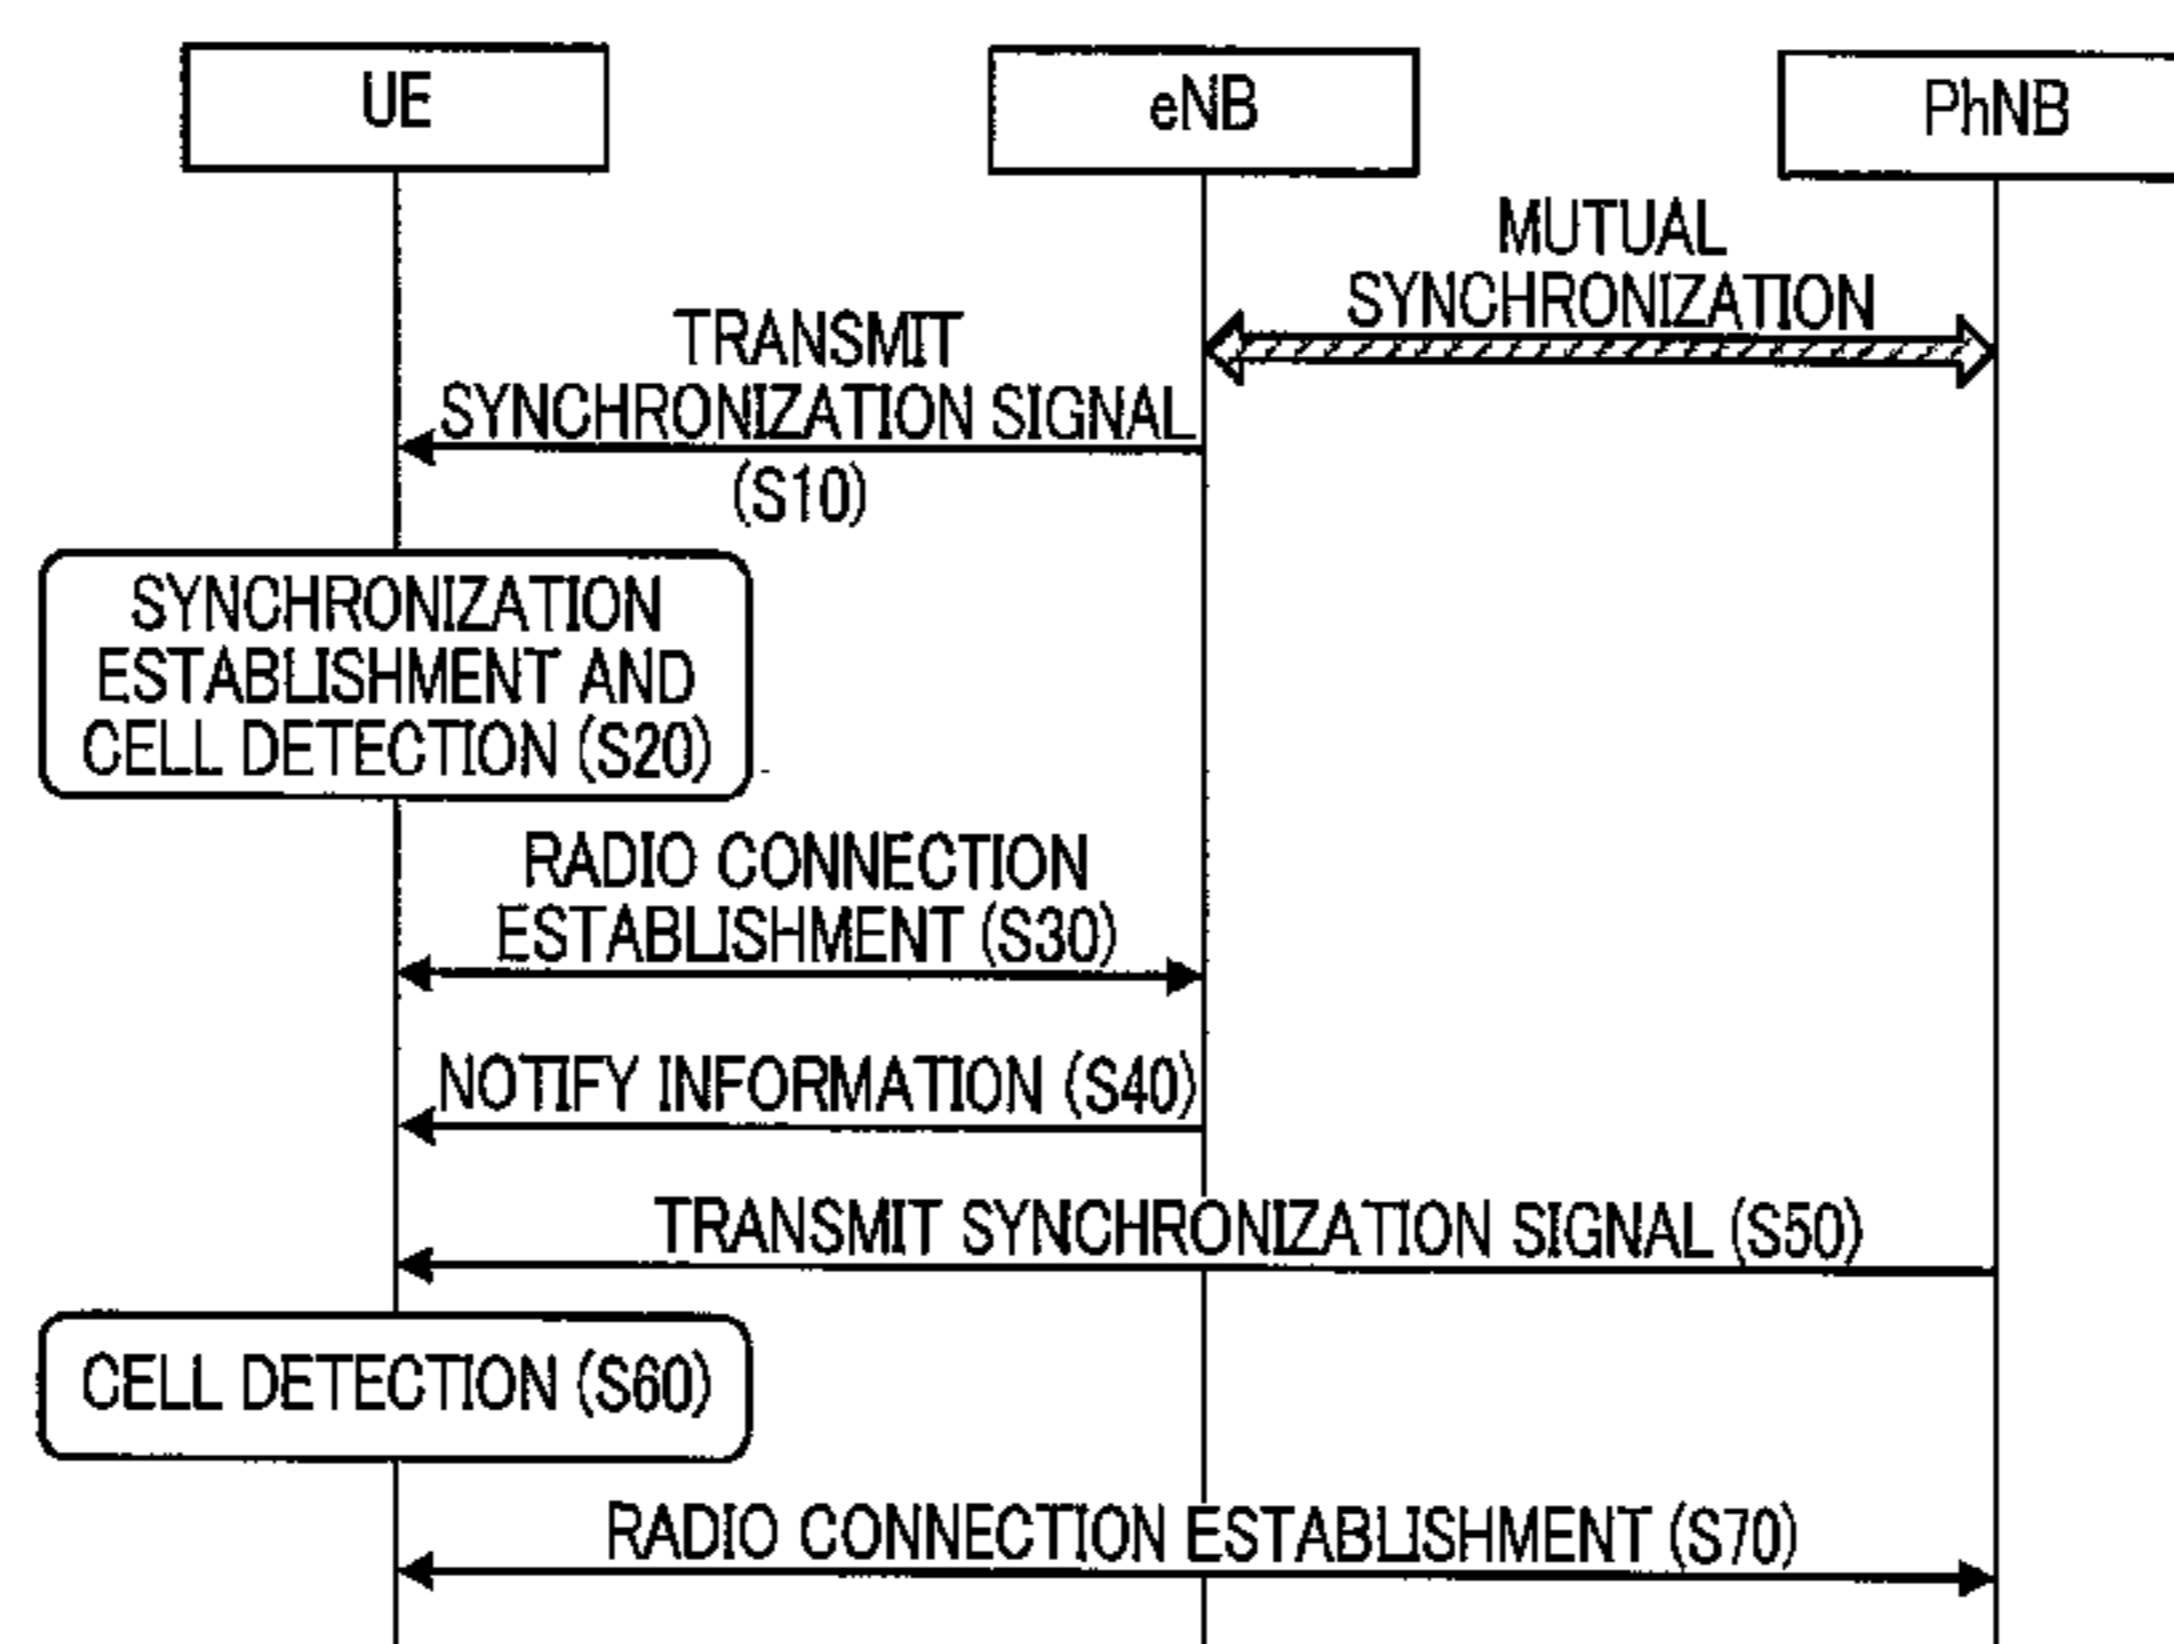 UE
eNB
PhNB
MUTUAL
SYNCHRONIZATION
TRANSMIT
SYNCHRONIZATION SIGNAL
(S10)
SYNCHRONIZATION
ESTABLISHMENT AND
CELL DETECTION (S20)
RADIO CONNECTION
ESTABLISHMENT (S30)
NOTIFY INFORMATION (S40)
TRANSMIT SYNCHRONIZATION SIGNAL (S50)
CELL DETECTION (S60)
RADIO CONNECTION ESTABLISHMENT (S70)